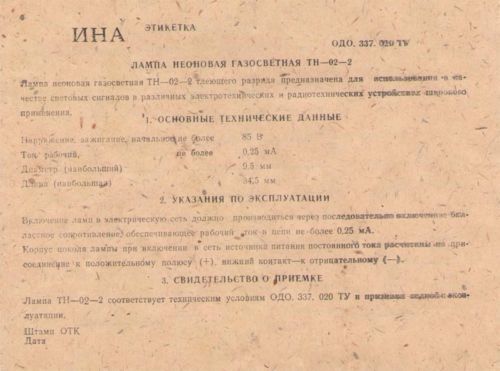 ИНА
ЭТИКЕТКА
ОДО. 337. 020 ТУ
ЛАМПА НЕОНОВАЯ ГАЗОСВЕТНАЯ ТН—02—2
Лампа неоновая газосветная ТН—02—2 тлеющего разряда предназначена для использования в ка-
честве световых сигналов в различных электротехнических и радиотехнических устройствах широкого
применения.
1. ОСНОВНЫЕ ТЕХНИЧЕСКИЕ ДАННЫЕ
Напряжение, зажигание, начальное не более 85 В
Ток рабочий, не более 0,25 мА
Диаметр (наибольший) 9,5 мм
Длина (наибольшая) 34,5 мм
2. УКАЗАНИЯ ПО ЭКСПЛУАТАЦИИ
Включение ламп в электрическую сеть должно производиться через последовательно включение бал-
ластное сопротивление, обеспечивающее рабочий ток в цепи не более 0,25 мА.
Корпус цоколя лампы при включении в сеть источника питания постоянного тока расчитаны на при-
соединение к положительному полюсу (+), нижний контакт—к отрицательному (—).
3. СВИДЕТЕЛЬСТВО О ПРИЕМКЕ
Лампа ТН—02—2 соответствует техническим условиям ОДО. 337. 020 ТУ и признана годной к эксп-
луатации.
Штамп ОТК
Дата